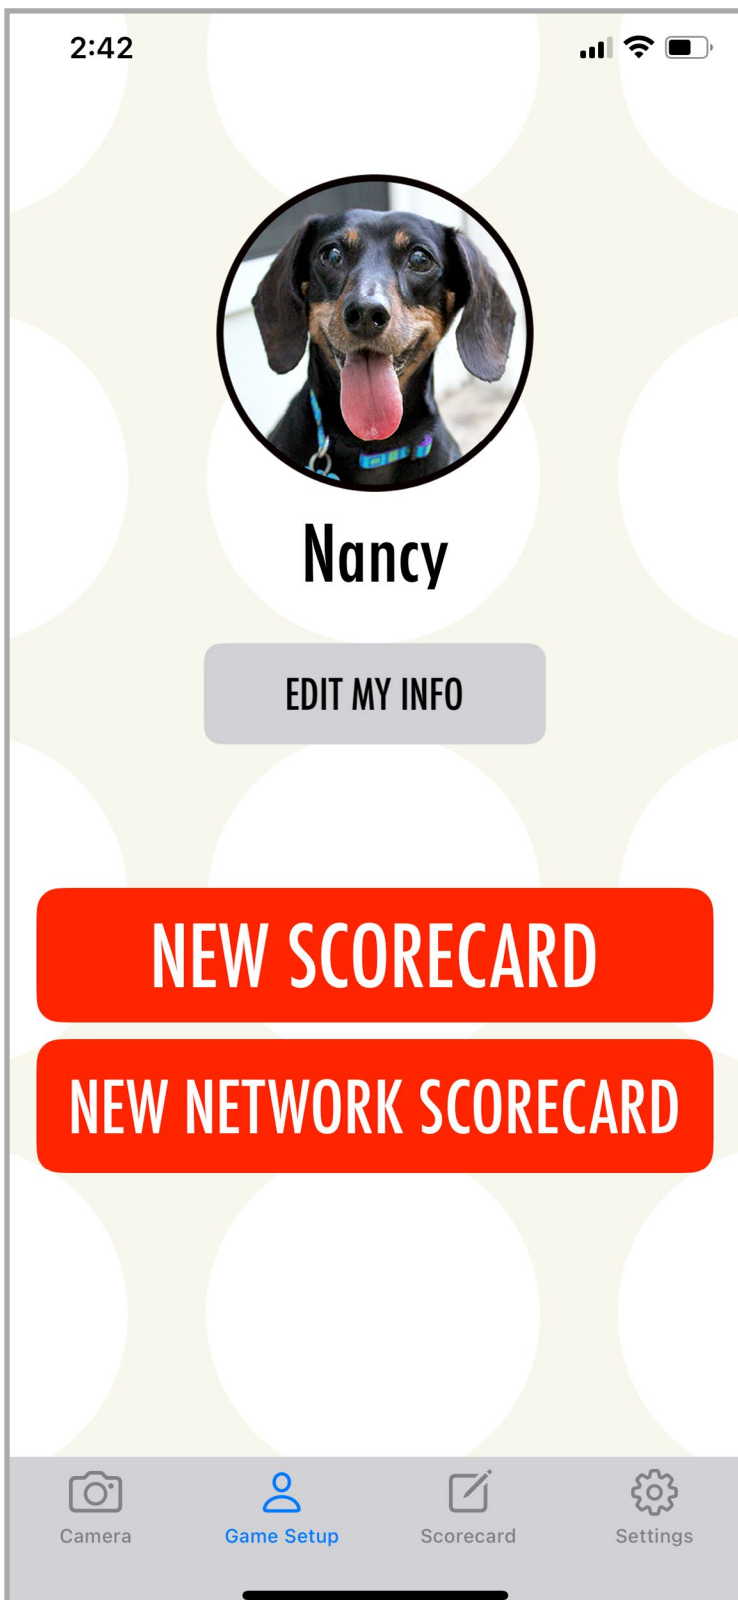 2:42
Nancy
EDIT MY INFO
NEW SCORECARD
NEW NETWORK SCORECARD
Camera
Game Setup
Scorecard
Settings